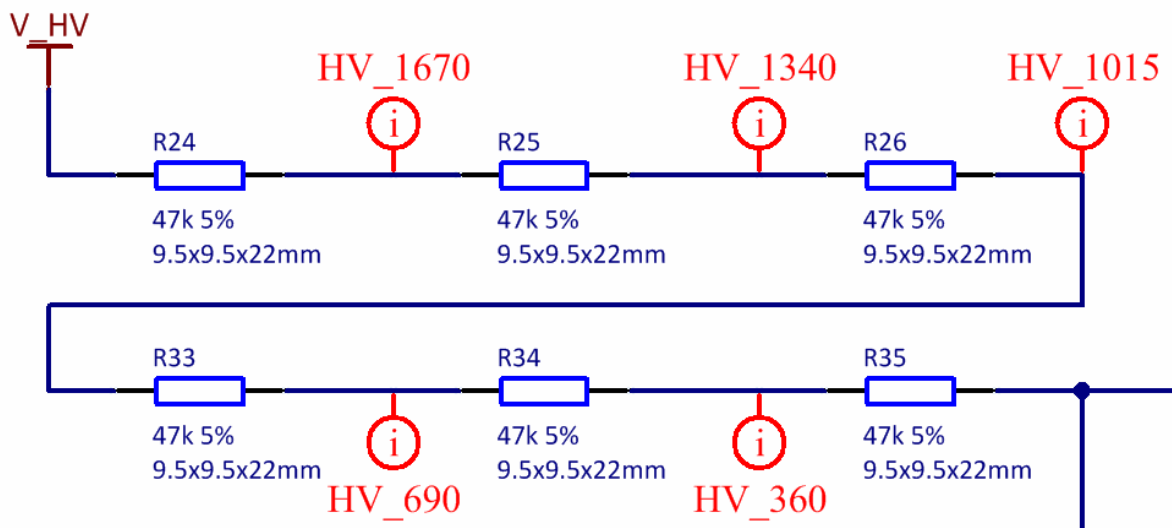 V_HV
HV_1670
HV_1340
HV_1015
i
i
i
R24
R25
R26
47k 5%
9.5x9.5x22mm
47k 5%
9.5x9.5x22mm
47k 5%
9.5x9.5x22mm
R33
R34
R35
47k 5%
9.5x9.5x22mm
47k 5%
9.5x9.5x22mm
47k 5%
9.5x9.5x22mm
i
i
HV_690
HV_360